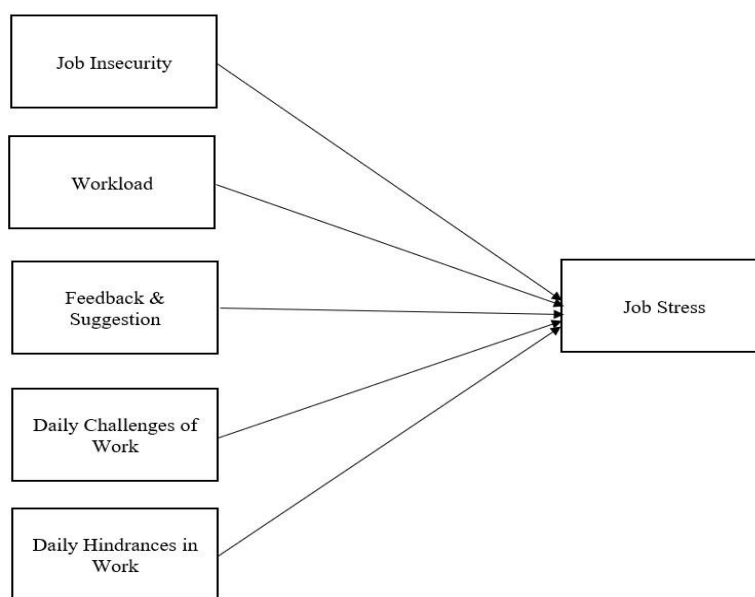 Job Insecurity
Workload
Feedback &
Suggestion
Job Stress
Daily Challenges of
Work
Daily Hindrances in
Work